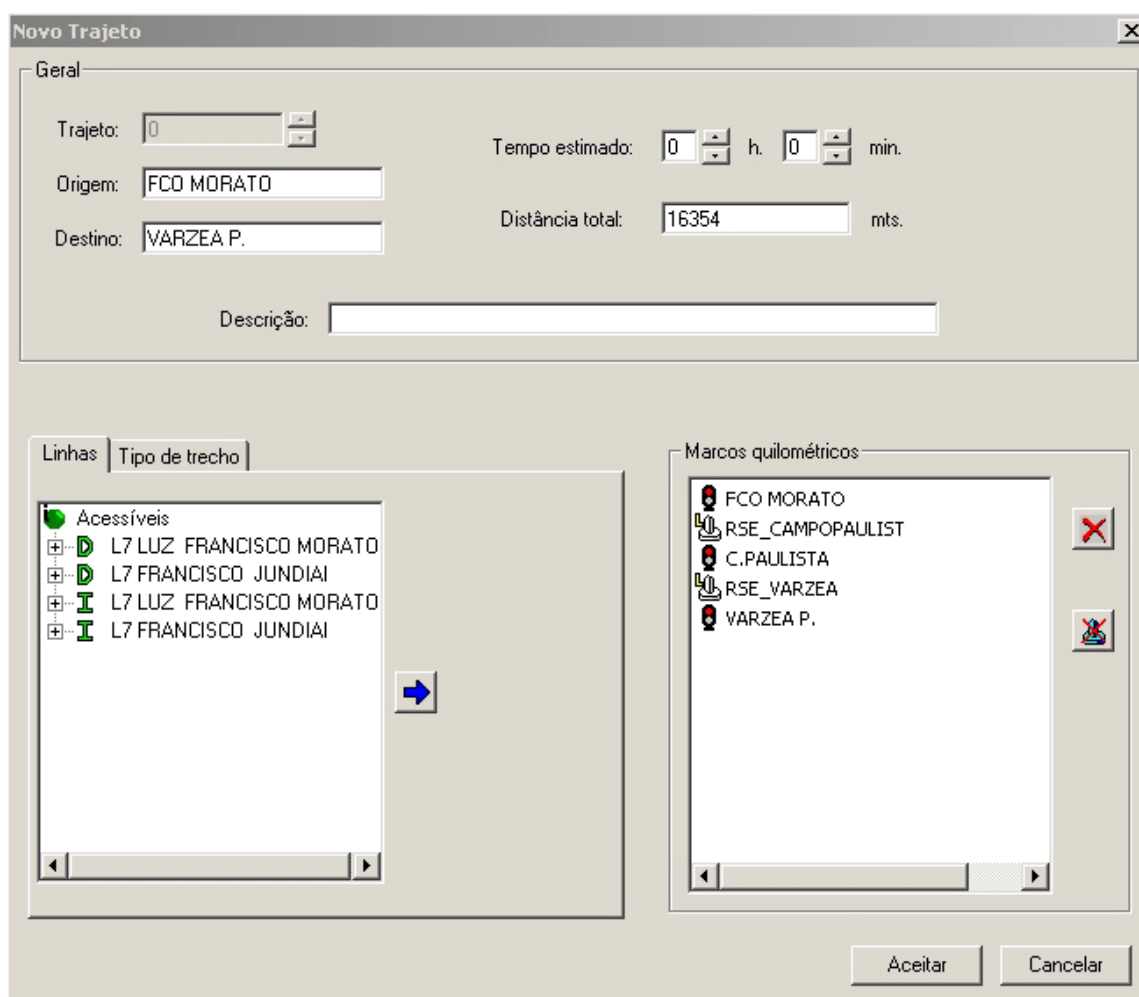 Novo Trajeto
Geral
Trajeto: 0
Tempo estimado: 0 h. 0 min.
Origem: FCO MORATO
Distância total: 16354 mts.
Destino: VARZEA P.
Descrição:
Linhas Tipo de trecho
Acessíveis
D L7 LUZ FRANCISCO MORATO
D L7 FRANCISCO JUNDIAI
I L7 LUZ FRANCISCO MORATO
I L7 FRANCISCO JUNDIAI
Marcos quilométricos
FCO MORATO
RSE_CAMPOPAULIST
C.PAULISTA
RSE_VARZEA
VARZEA P.
Aceitar
Cancelar